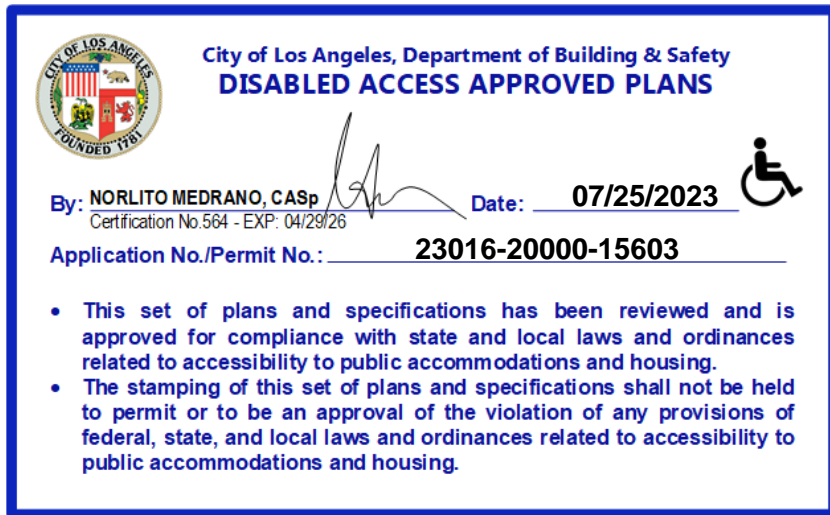 CITY OF LOS ANGELES
FOUNDED 1781
City of Los Angeles, Department of Building & Safety
DISABLED ACCESS APPROVED PLANS
By: NORLITO MEDRANO, CASp Date: 07/25/2023
Certification No.564 - EXP: 04/29/26
Application No./Permit No.: 23016-20000-15603
• This set of plans and specifications has been reviewed and is
approved for compliance with state and local laws and ordinances
related to accessibility to public accommodations and housing.
• The stamping of this set of plans and specifications shall not be held
to permit or to be an approval of the violation of any provisions of
federal, state, and local laws and ordinances related to accessibility to
public accommodations and housing.